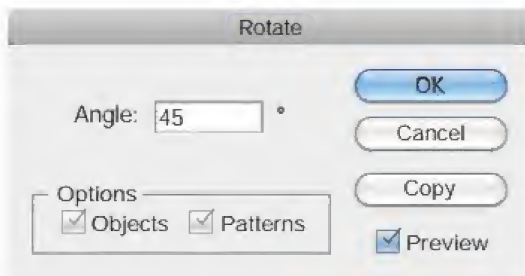 Rotate
Angle: 45 °
OK
Cancel
Copy
Options
Objects Patterns
Preview